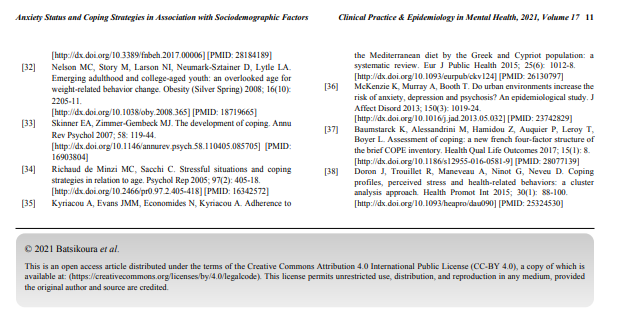 Anxiety Status and Coping Strategies in Association with Sociodemographic Factors
Clinical Practice & Epidemiology in Mental Health, 2021, Volume 17 11
[http://dx.doi.org/10.3389/fnbeh.2017.00006] [PMID: 28184189]
[32] Nelson MC, Story M, Larson NI, Neumark-Sztainer D, Lytle LA.
Emerging adulthood and college-aged youth: an overlooked age for
weight-related behavior change. Obesity (Silver Spring) 2008; 16(10):
2205-11.
[http://dx.doi.org/10.1038/oby.2008.365] [PMID: 18719665]
[33] Skinner EA, Zimmer-Gembeck MJ. The development of coping. Annu
Rev Psychol 2007; 58: 119-44.
[http://dx.doi.org/10.1146/annurev.psych.58.110405.085705] [PMID:
16903804]
[34] Richaud de Minzi MC, Sacchi C. Stressful situations and coping
strategies in relation to age. Psychol Rep 2005; 97(2): 405-18.
[http://dx.doi.org/10.2466/pr0.97.2.405-418] [PMID: 16342572]
[35] Kyriacou A, Evans JMM, Economides N, Kyriacou A. Adherence to
the Mediterranean diet by the Greek and Cypriot population: a
systematic review. Eur J Public Health 2015; 25(6): 1012-8.
[http://dx.doi.org/10.1093/eurpub/ckv124] [PMID: 26130797]
[36] McKenzie K, Murray A, Booth T. Do urban environments increase the
risk of anxiety, depression and psychosis? An epidemiological study. J
Affect Disord 2013; 150(3): 1019-24.
[http://dx.doi.org/10.1016/j.jad.2013.05.032] [PMID: 23742829]
[37] Baumstarck K, Alessandrini M, Hamidou Z, Auquier P, Leroy T,
Boyer L. Assessment of coping: a new french four-factor structure of
the brief COPE inventory. Health Qual Life Outcomes 2017; 15(1): 8.
[http://dx.doi.org/10.1186/s12955-016-0581-9] [PMID: 28077139]
[38] Doron J, Trouillet R, Maneveau A, Ninot G, Neveu D. Coping
profiles, perceived stress and health-related behaviors: a cluster
analysis approach. Health Promot Int 2015; 30(1): 88-100.
[http://dx.doi.org/10.1093/heapro/dau090] [PMID: 25324530]
© 2021 Batsikoura et al.
This is an open access article distributed under the terms of the Creative Commons Attribution 4.0 International Public License (CC-BY 4.0), a copy of which is
available at: (https://creativecommons.org/licenses/by/4.0/legalcode). This license permits unrestricted use, distribution, and reproduction in any medium, provided
the original author and source are credited.